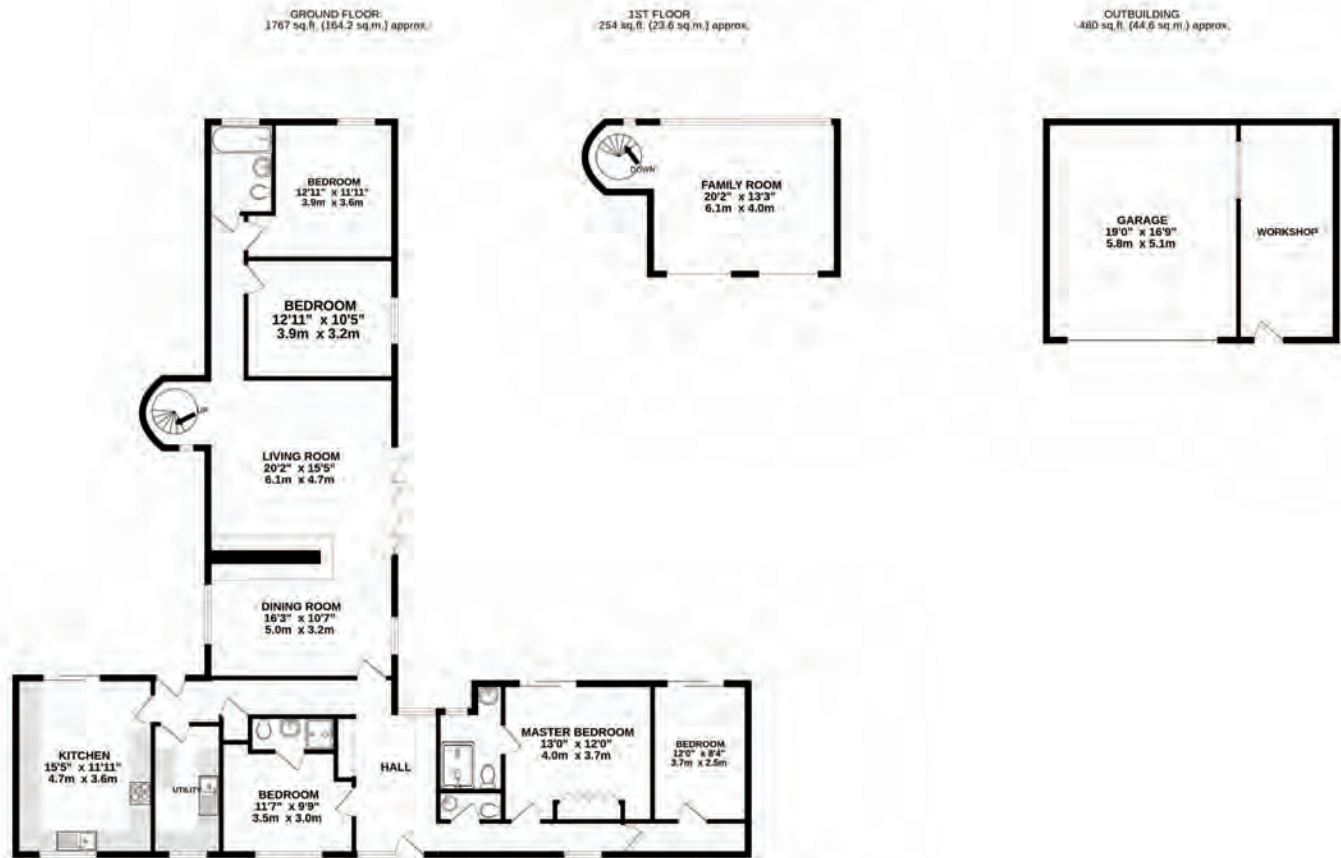 GROUND FLOOR
1767 sq.ft. (164.2 sq.m.) approx.
1ST FLOOR
254 sq.ft. (23.6 sq.m.) approx.
OUTBUILDING
480 sq.ft. (44.6 sq.m.) approx.
BEDROOM
12'11" x 11'11"
3.9m x 3.6m
BEDROOM
12'11" x 10'5"
3.9m x 3.2m
UP
LIVING ROOM
20'2" x 15'5"
6.1m x 4.7m
DINING ROOM
16'3" x 10'7"
5.0m x 3.2m
KITCHEN
15'5" x 11'11"
4.7m x 3.6m
UTILITY
BEDROOM
11'7" x 9'9"
3.5m x 3.0m
HALL
MASTER BEDROOM
13'0" x 12'0"
4.0m x 3.7m
BEDROOM
12'0" x 8'4"
3.7m x 2.5m
DOWN
FAMILY ROOM
20'2" x 13'3"
6.1m x 4.0m
GARAGE
19'0" x 16'9"
5.8m x 5.1m
WORKSHOP